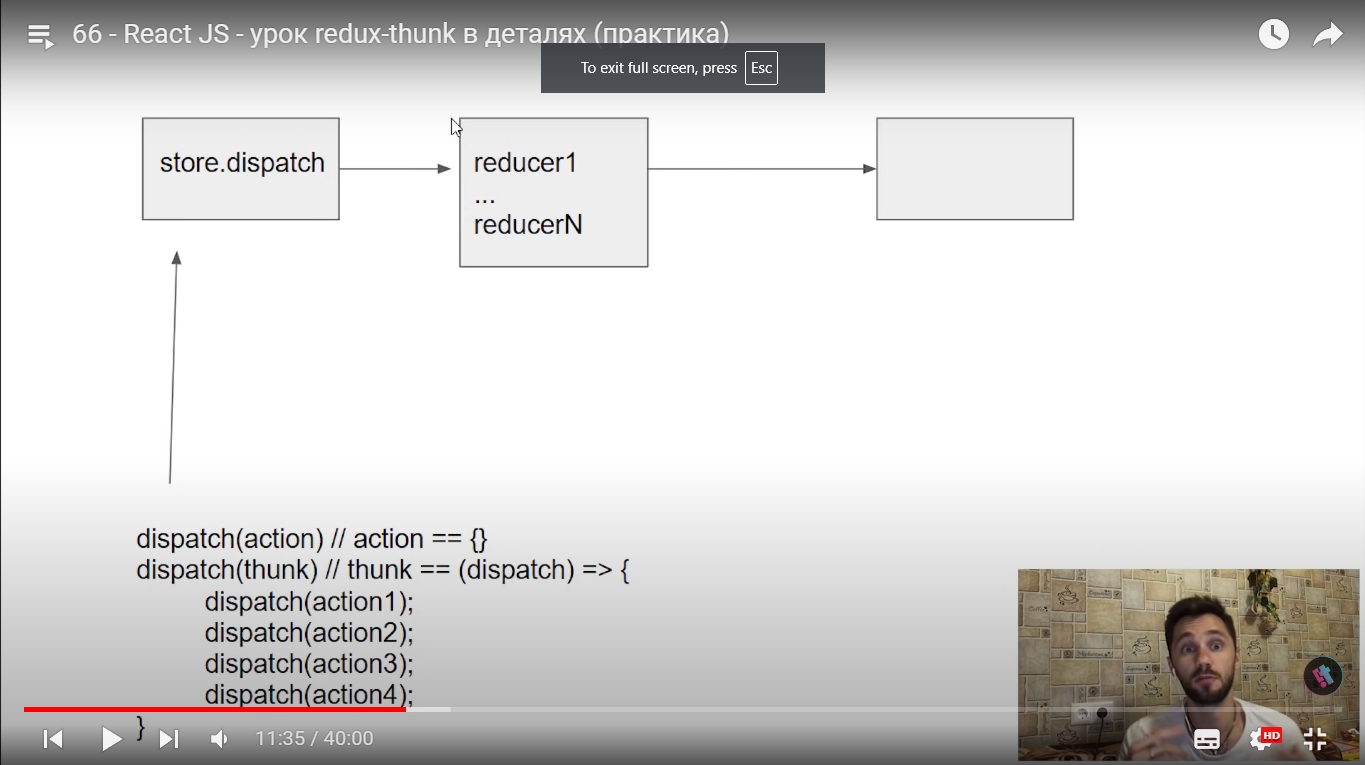 66 - React JS - урок redux-thunk в деталях (практика)
To exit full screen, press Esc
store.dispatch
reducer1
...
reducerN
dispatch(action) // action == {}
dispatch(thunk) // thunk == (dispatch) => {
dispatch(action1);
dispatch(action2);
dispatch(action3);
dispatch(action4);
}
11:35 / 40:00
HD